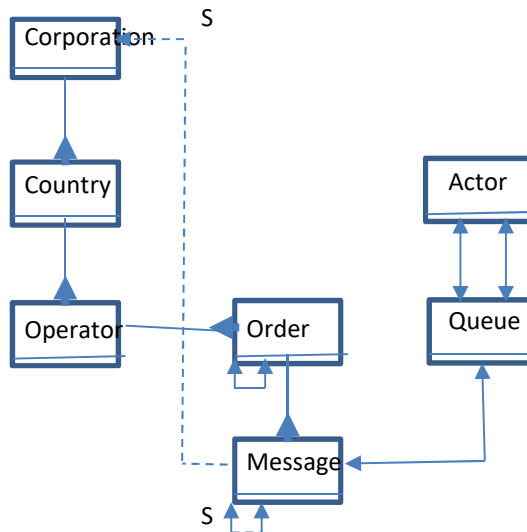 S
Corporation
Country
Actor
Operator
Order
Queue
Message
S